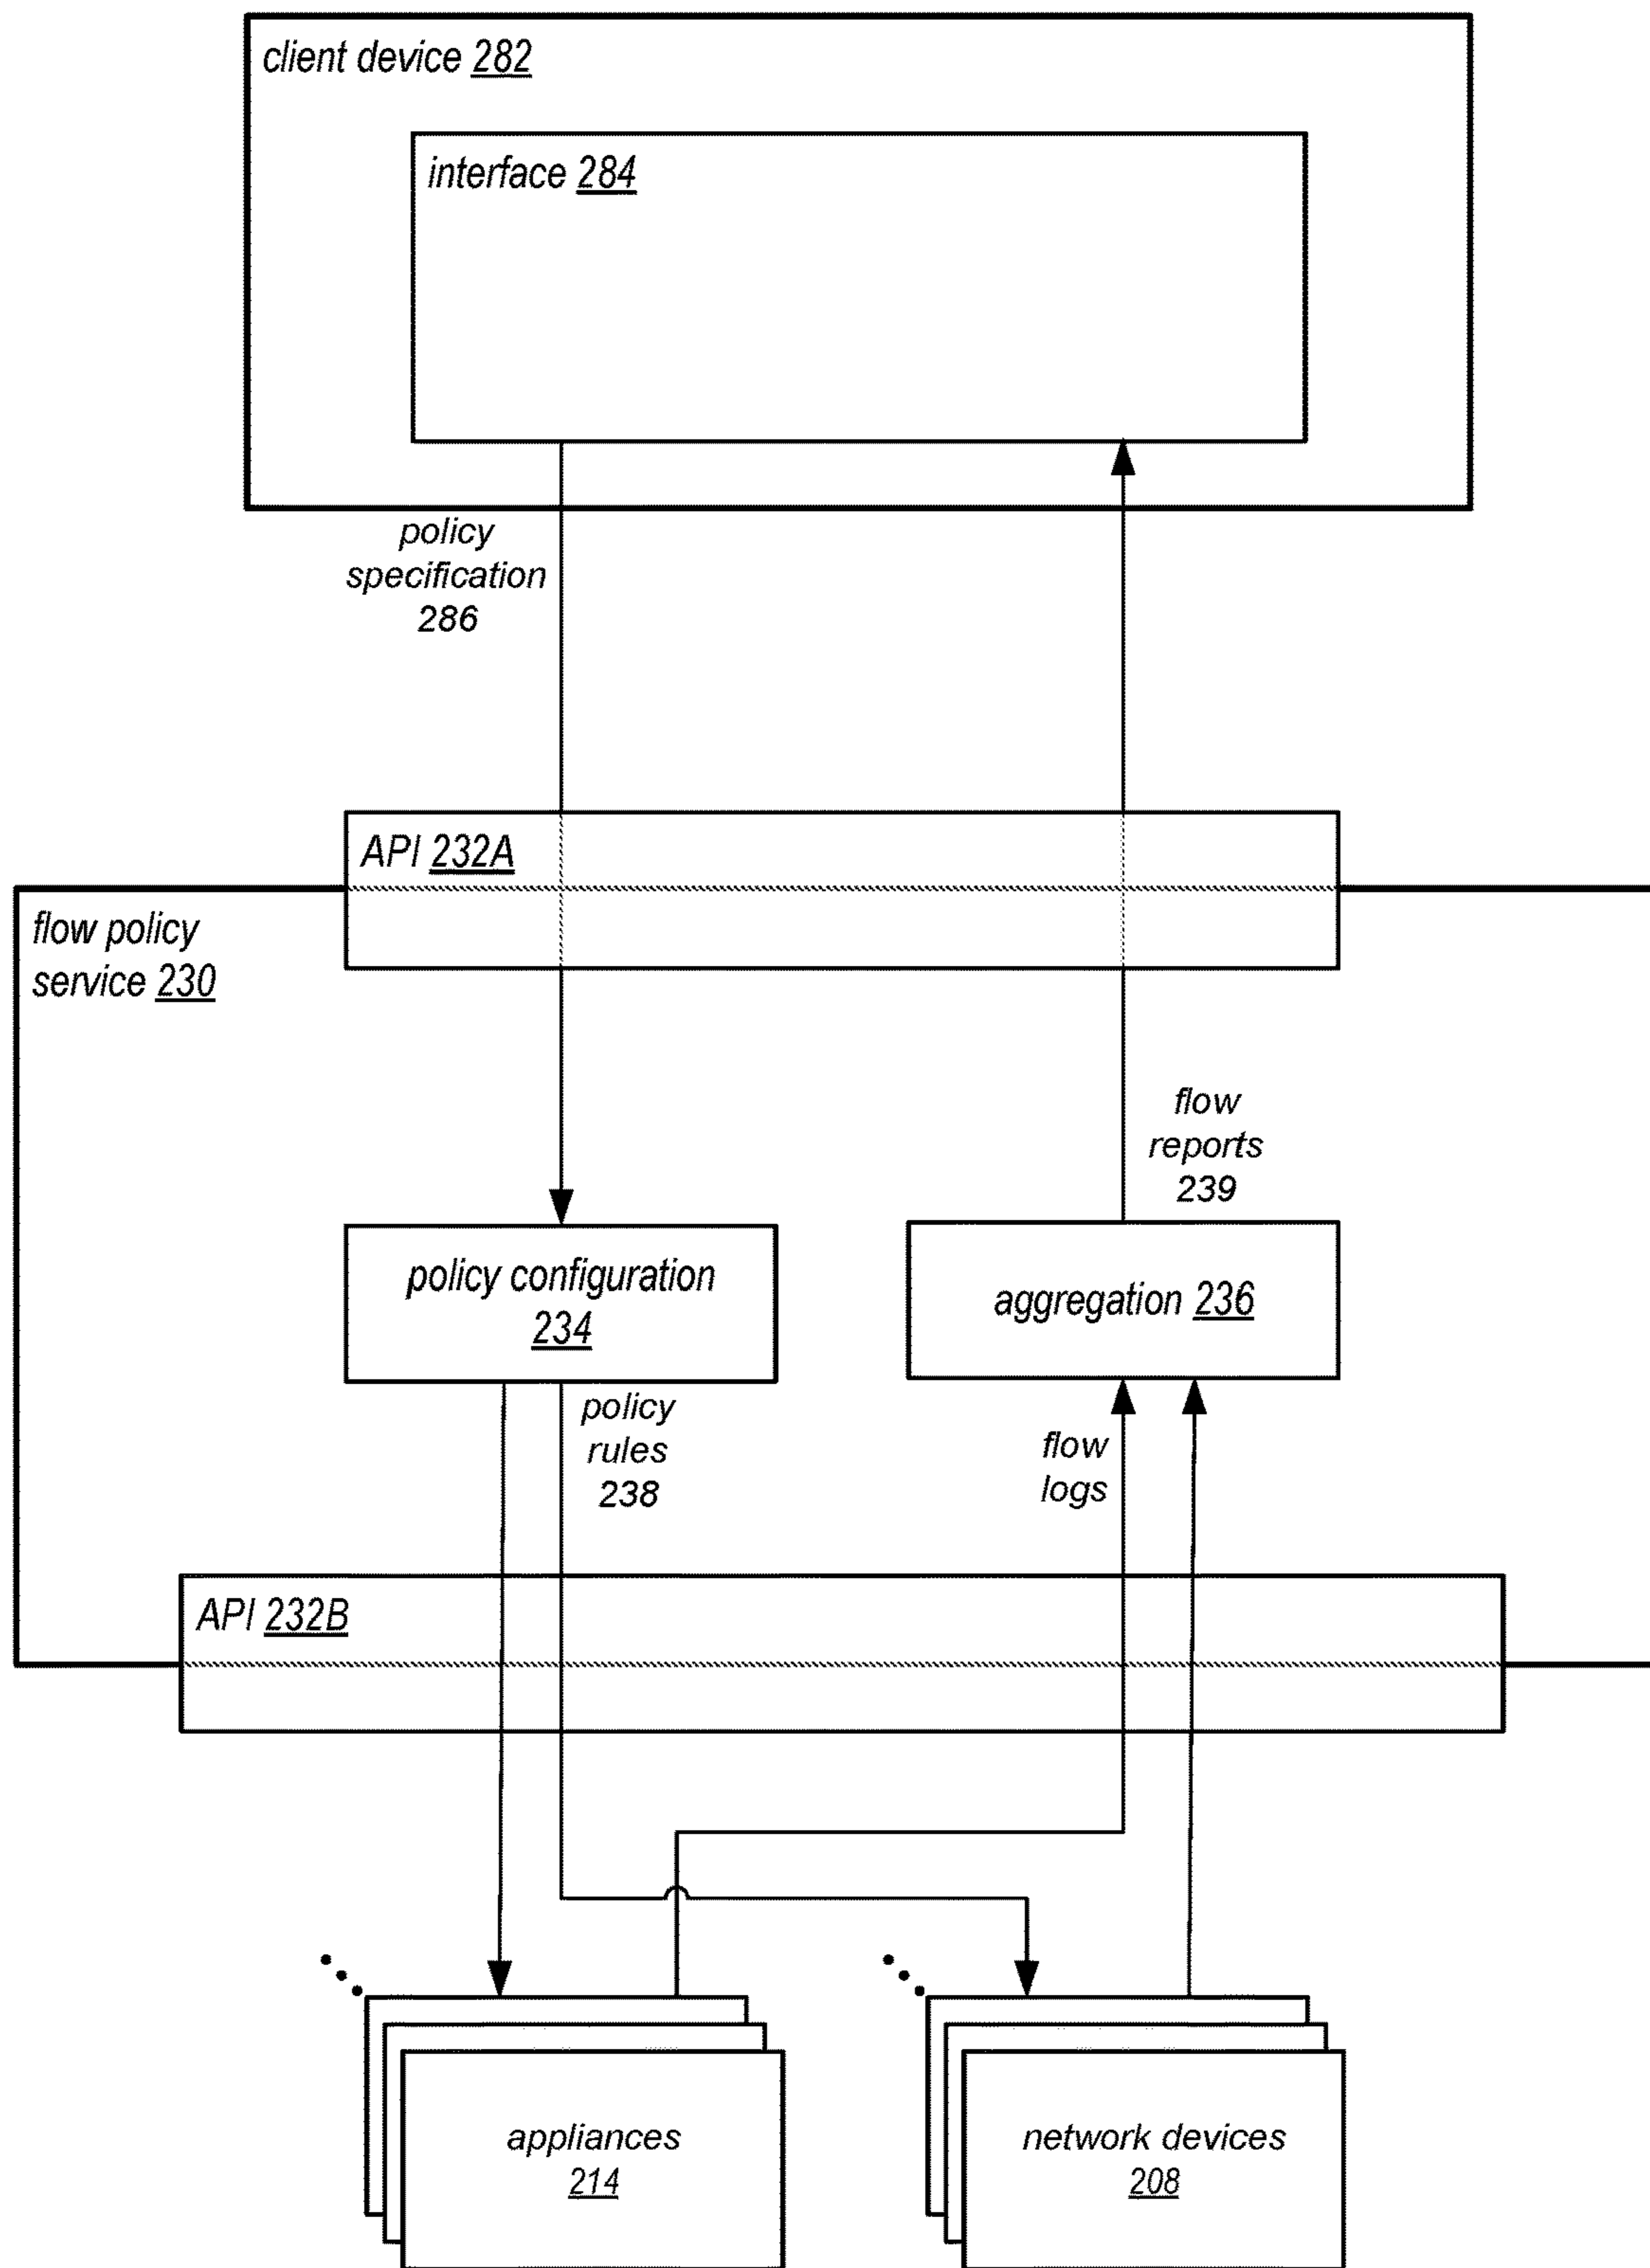 client device 282
interface 284
policy
specification
286
API 232A
flow policy
service 230
flow
reports
239
policy configuration
234
aggregation 236
policy
rules
238
flow
logs
API 232B
appliances
214
network devices
208